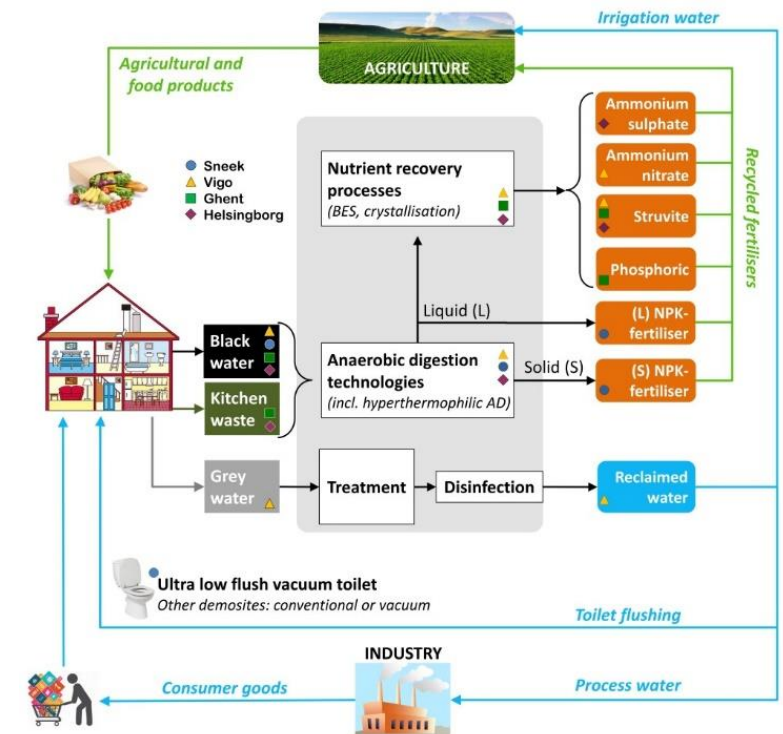 Irrigation water
AGRICULTURE
Agricultural and
food products
Ammonium
sulphate
Sneek
Vigo
Ghent
Helsingborg
Nutrient recovery
processes
(BES, crystallisation)
Ammonium
nitrate
Struvite
Phosphoric
Recycled fertilisers
Liquid (L)
(L) NPK-
fertiliser
Black
water
Anaerobic digestion
technologies
(incl. hyperthermophilic AD)
Solid (S)
(S) NPK-
fertiliser
Kitchen
waste
Grey
water
Treatment
Disinfection
Reclaimed
water
Ultra low flush vacuum toilet
Other demosites: conventional or vacuum
Toilet flushing
INDUSTRY
Consumer goods
Process water